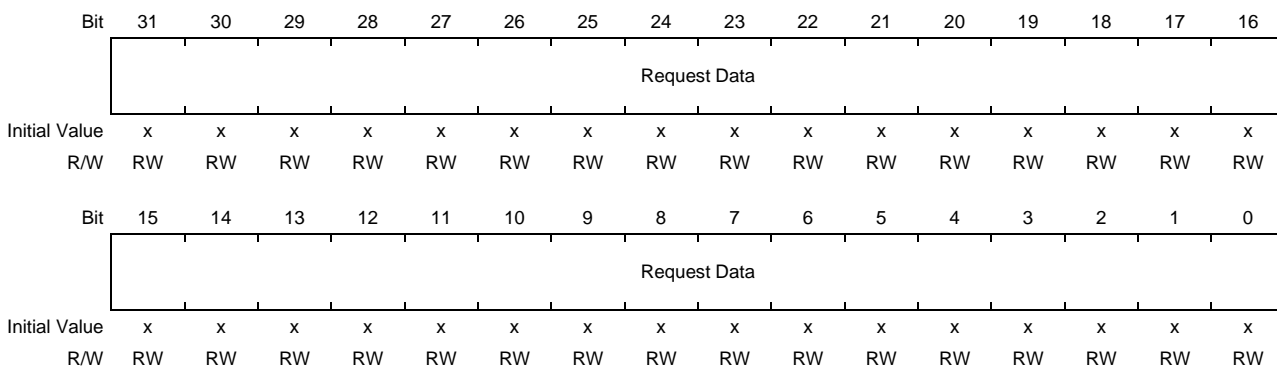 Bit 31 30 29 28 27 26 25 24 23 22 21 20 19 18 17 16
Request Data
Initial Value x x x x x x x x x x x x x x x x
R/W RW RW RW RW RW RW RW RW RW RW RW RW RW RW RW RW
Bit 15 14 13 12 11 10 9 8 7 6 5 4 3 2 1 0
Request Data
Initial Value x x x x x x x x x x x x x x x x
R/W RW RW RW RW RW RW RW RW RW RW RW RW RW RW RW RW